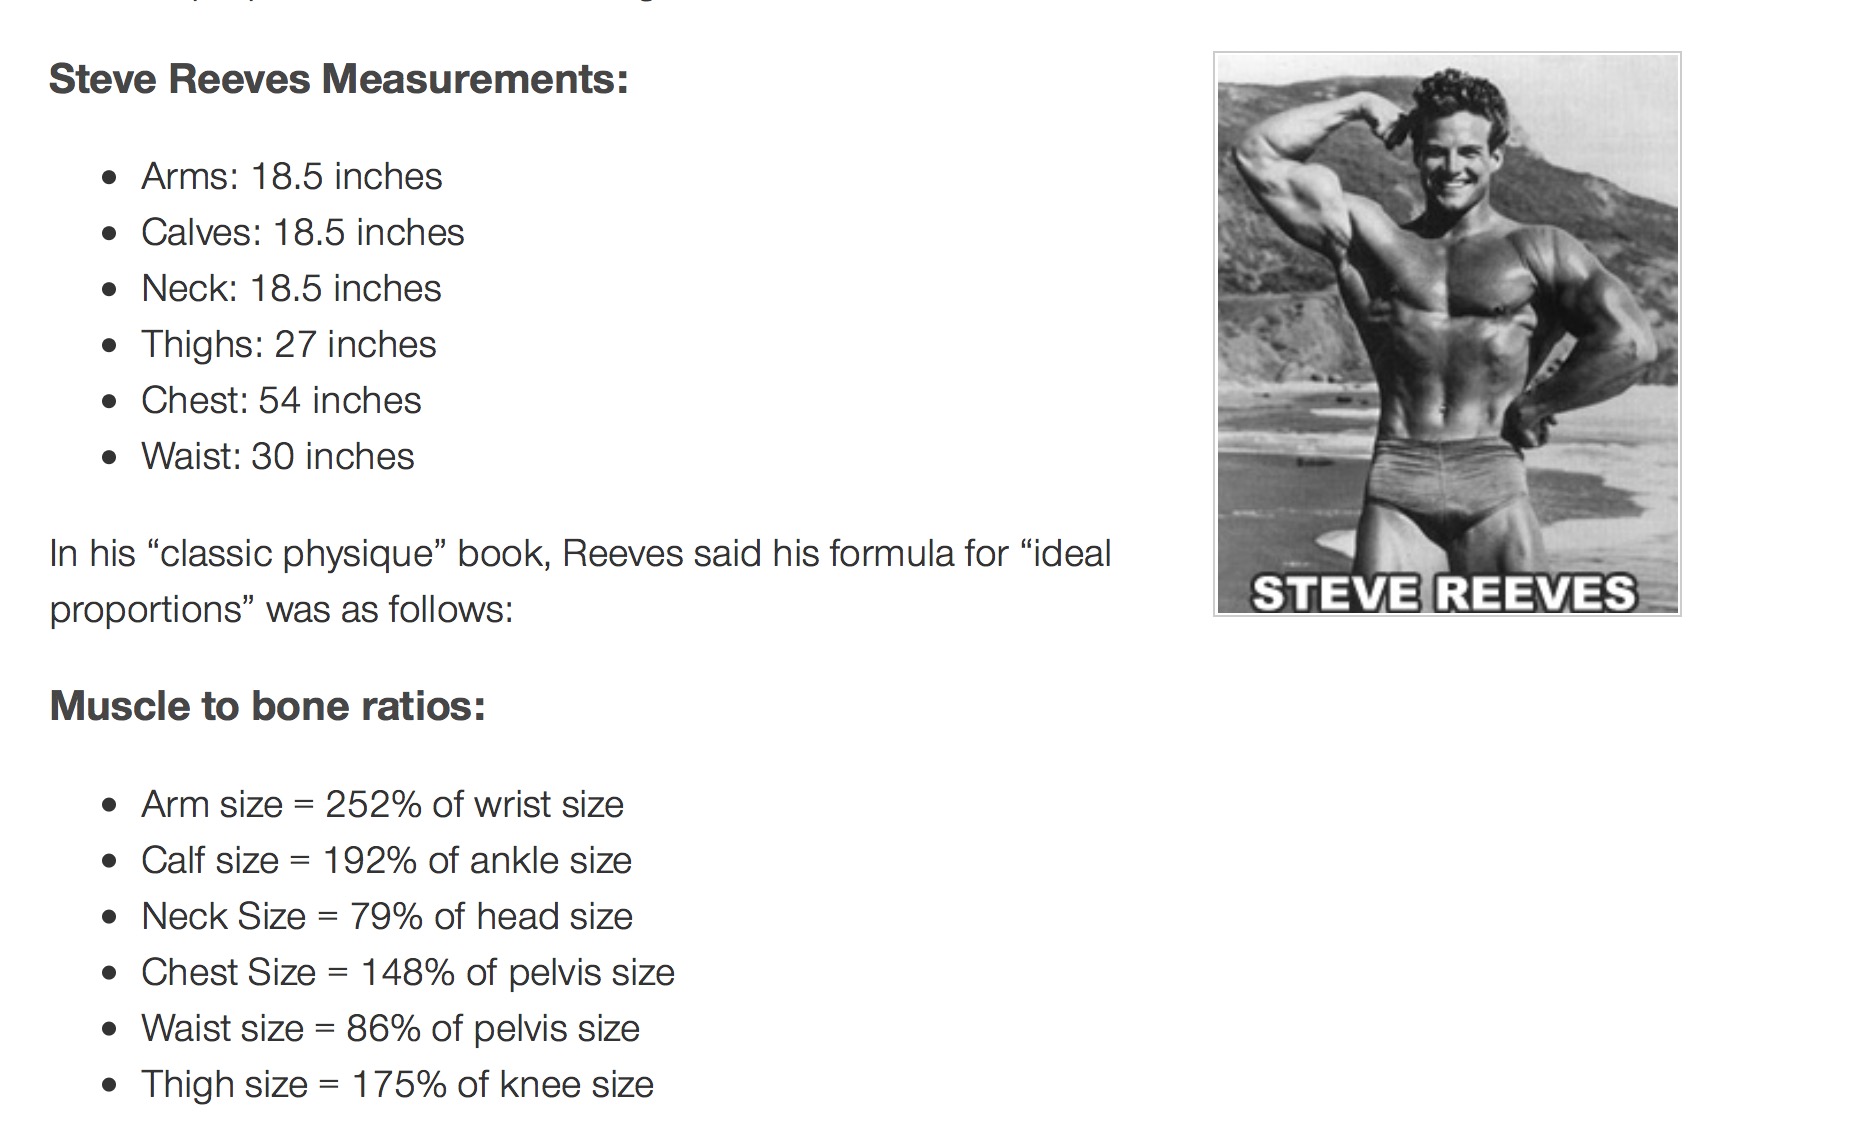 Steve Reeves Measurements:
• Arms: 18.5 inches
• Calves: 18.5 inches
• Neck: 18.5 inches
• Thighs: 27 inches
• Chest: 54 inches
• Waist: 30 inches
STEVE REEVES
In his “classic physique” book, Reeves said his formula for “ideal
proportions” was as follows:
Muscle to bone ratios:
• Arm size = 252% of wrist size
• Calf size = 192% of ankle size
• Neck Size = 79% of head size
• Chest Size = 148% of pelvis size
• Waist size = 86% of pelvis size
• Thigh size = 175% of knee size